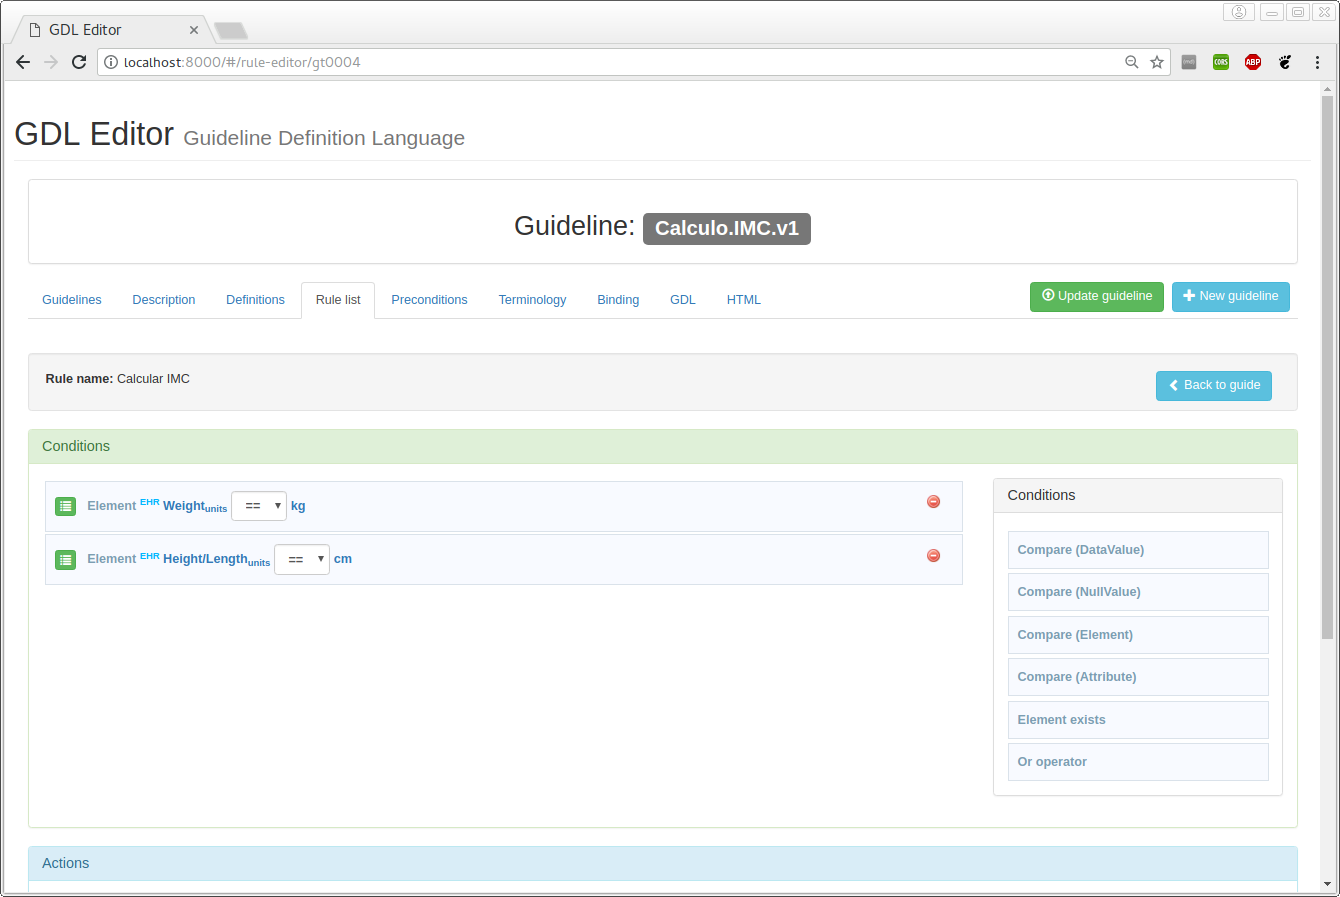 GDL Editor
localhost:8000/#/rule-editor/gt0004
CORS
ABP
GDL Editor Guideline Definition Language
Guideline: Calculo.IMC.v1
Guidelines Description Definitions Rule list Preconditions Terminology Binding GDL HTML Update guideline New guideline
Rule name: Calcular IMC Back to guide
Conditions
Element EHR Weight units == kg
Element EHR Height/Length units == cm
Conditions
Compare (DataValue)
Compare (NullValue)
Compare (Element)
Compare (Attribute)
Element exists
Or operator
Actions